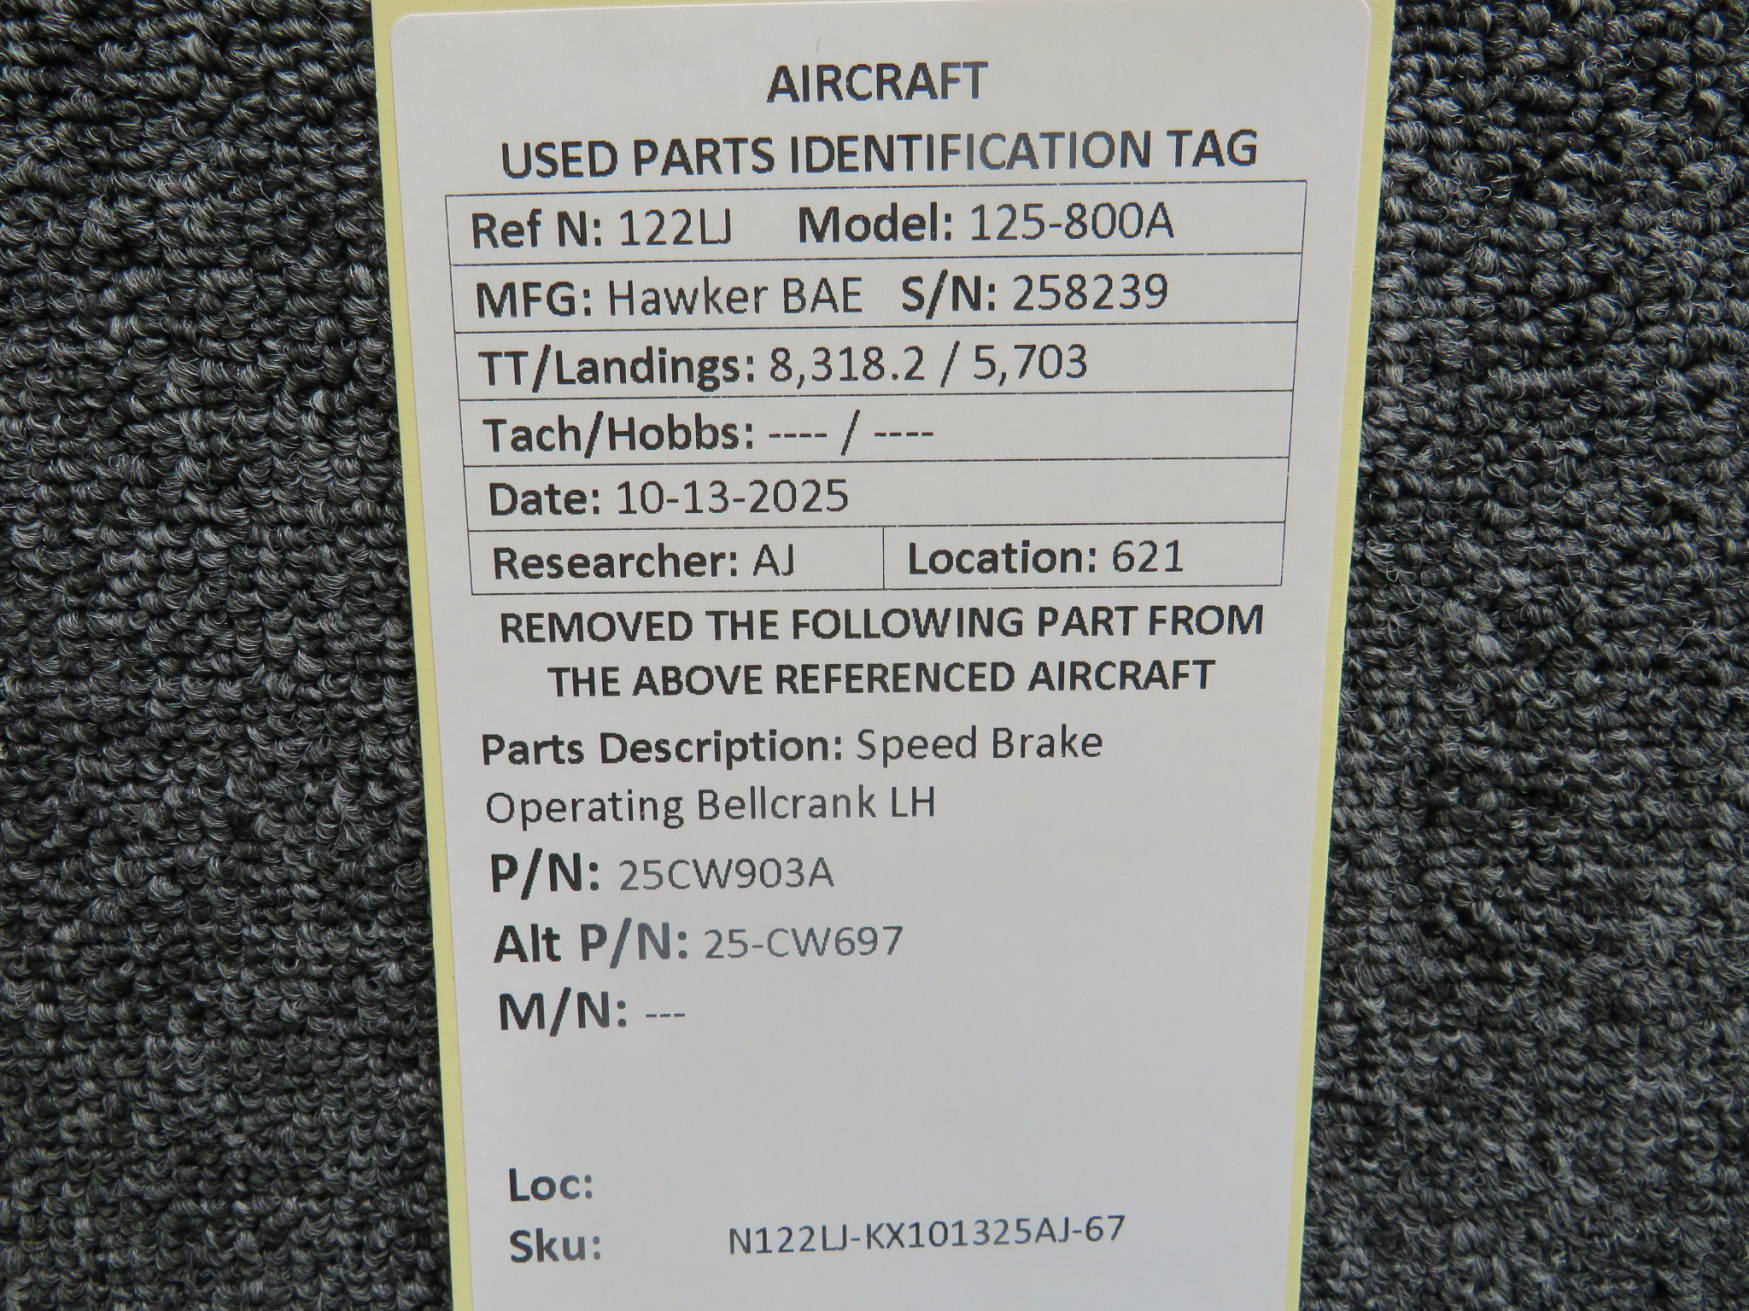 AIRCRAFT
USED PARTS IDENTIFICATION TAG
Ref N: 122LJ Model: 125-800A
MFG: Hawker BAE S/N: 258239
TT/Landings: 8,318.2 / 5,703
Tach/Hobbs: ---- / ----
Date: 10-13-2025
Researcher: AJ Location: 621
REMOVED THE FOLLOWING PART FROM
THE ABOVE REFERENCED AIRCRAFT
Parts Description: Speed Brake
Operating Bellcrank LH
P/N: 25CW903A
Alt P/N: 25-CW697
M/N: ---
Loc:
Sku: N122LJ-KX101325AJ-67